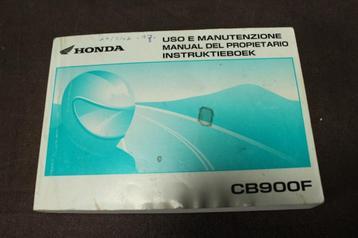 HONDA
USO E MANUTENZIONE
MANUAL DEL PROPIETARIO
INSTRUKTIEBOEK
CB900F